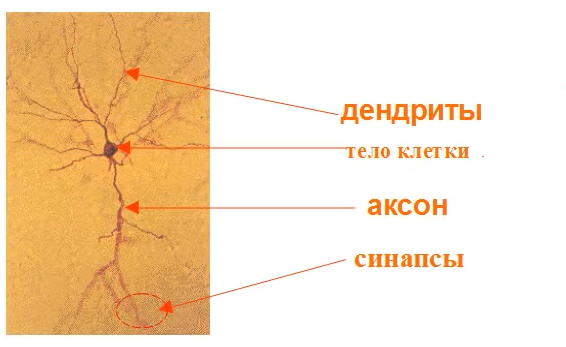 дендриты
тело клетки
аксон
синапсы